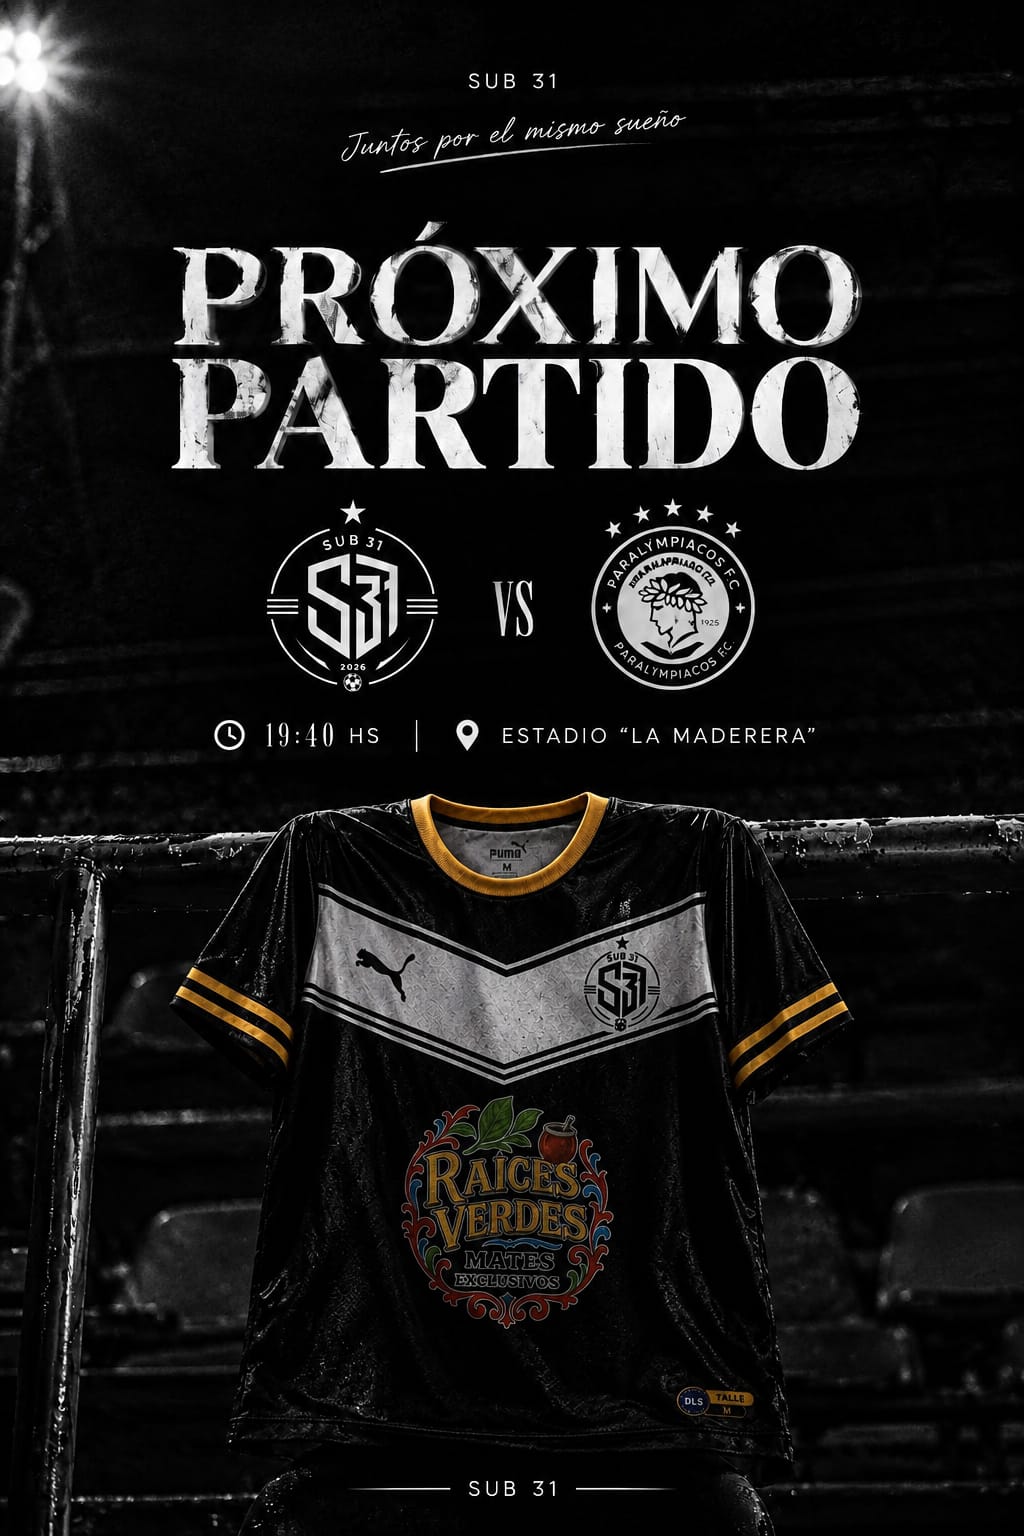 SUB 31
Juntos por el mismo sueño
PRÓXIMO
PARTIDO
SUB 31
S31
2026
VS
PARALYMPIACOS F.C
1925
PARALYMPIACOS F.C.
19:40 HS
ESTADIO “LA MADERERA”
PUMA
M
SUB 31
S31
RAÍCES
VERDES
MATES
EXCLUSIVOS
DLS
TALLE
M
SUB 31